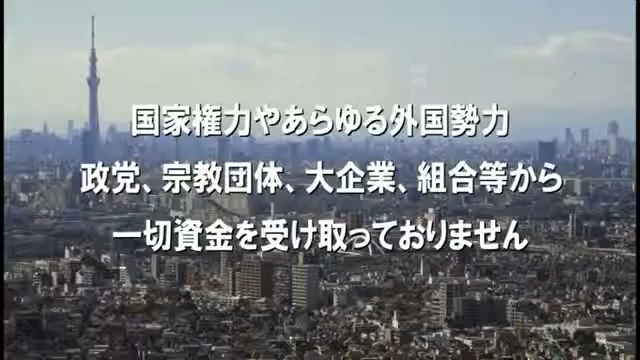 国家権力やあらゆる外国勢力
政党、宗教団体、大企業、組合等から
一切資金を受け取っておりません